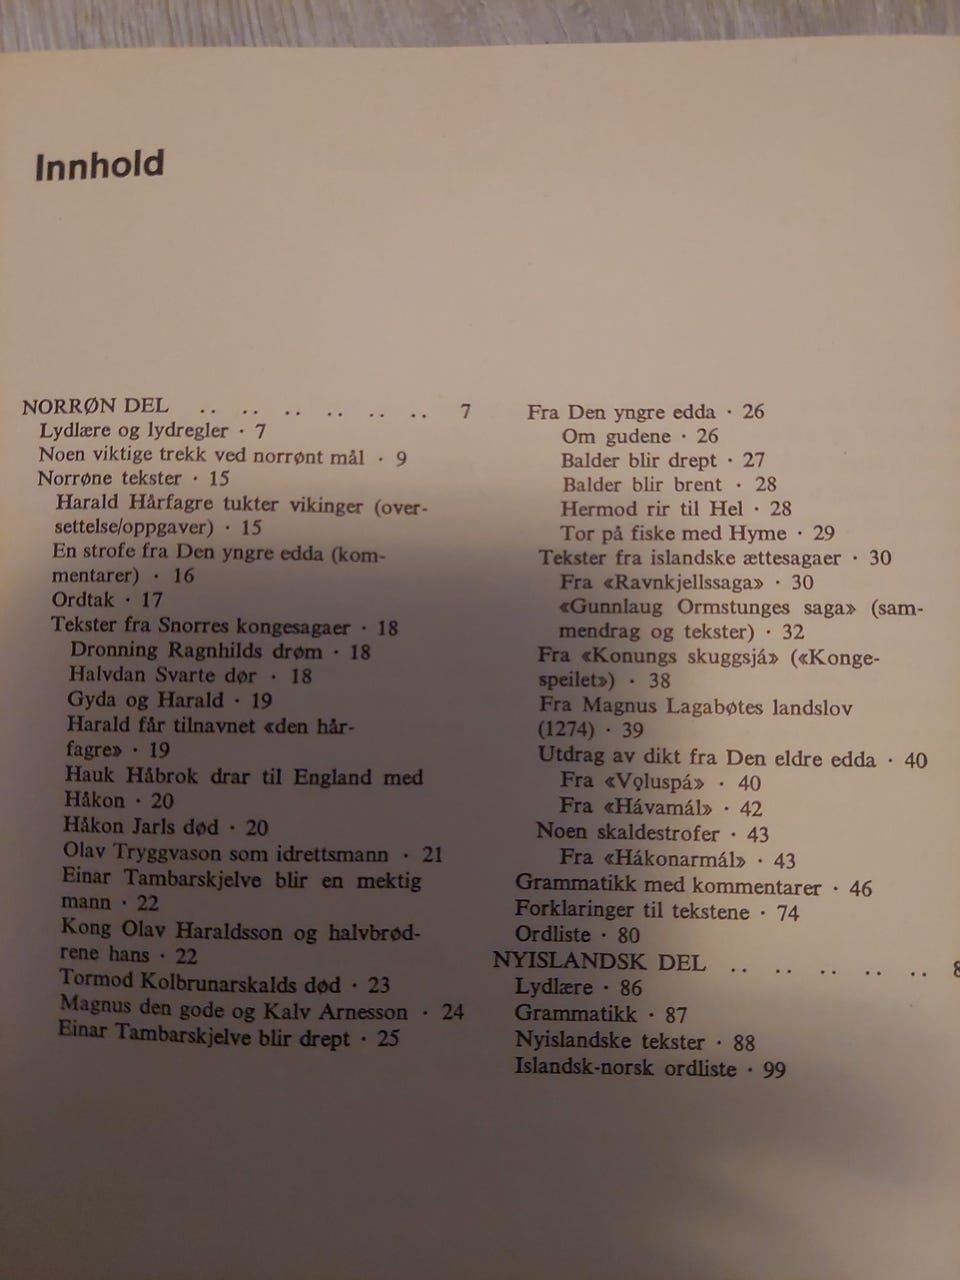 Innhold
NORRØN DEL .. .. .. .. .. .. 7
Lydlære og lydregler · 7
Noen viktige trekk ved norrønt mål · 9
Norrøne tekster · 15
Harald Hårfagre tukter vikinger (over-
settelse/oppgaver) · 15
En strofe fra Den yngre edda (kom-
mentarer) · 16
Ordtak · 17
Tekster fra Snorres kongesagaer · 18
Dronning Ragnhilds drøm · 18
Halvdan Svarte dør · 18
Gyda og Harald · 19
Harald får tilnavnet «den hår-
fagre» · 19
Hauk Håbrok drar til England med
Håkon · 20
Håkon Jarls død · 20
Olav Tryggvason som idrettsmann · 21
Einar Tambarskjelve blir en mektig
mann · 22
Kong Olav Haraldsson og halvbrød-
rene hans · 22
Tormod Kolbrunarskalds død · 23
Magnus den gode og Kalv Arnesson · 24
Einar Tambarskjelve blir drept · 25
Fra Den yngre edda · 26
Om gudene · 26
Balder blir drept · 27
Balder blir brent · 28
Hermod rir til Hel · 28
Tor på fiske med Hyme · 29
Tekster fra islandske ættesagaer · 30
Fra «Ravnkjellssaga» · 30
«Gunnlaug Ormstunges saga» (sam-
mendrag og tekster) · 32
Fra «Konungs skuggsjá» («Konge-
speilet») · 38
Fra Magnus Lagabøtes landslov
(1274) · 39
Utdrag av dikt fra Den eldre edda · 40
Fra «Vǫluspá» · 40
Fra «Hávamál» · 42
Noen skaldestrofer · 43
Fra «Hákonarmál» · 43
Grammatikk med kommentarer · 46
Forklaringer til tekstene · 74
Ordliste · 80
NYISLANDSK DEL .. .. .. .. ..
Lydlære · 86
Grammatikk · 87
Nyislandske tekster · 88
Islandsk-norsk ordliste · 99